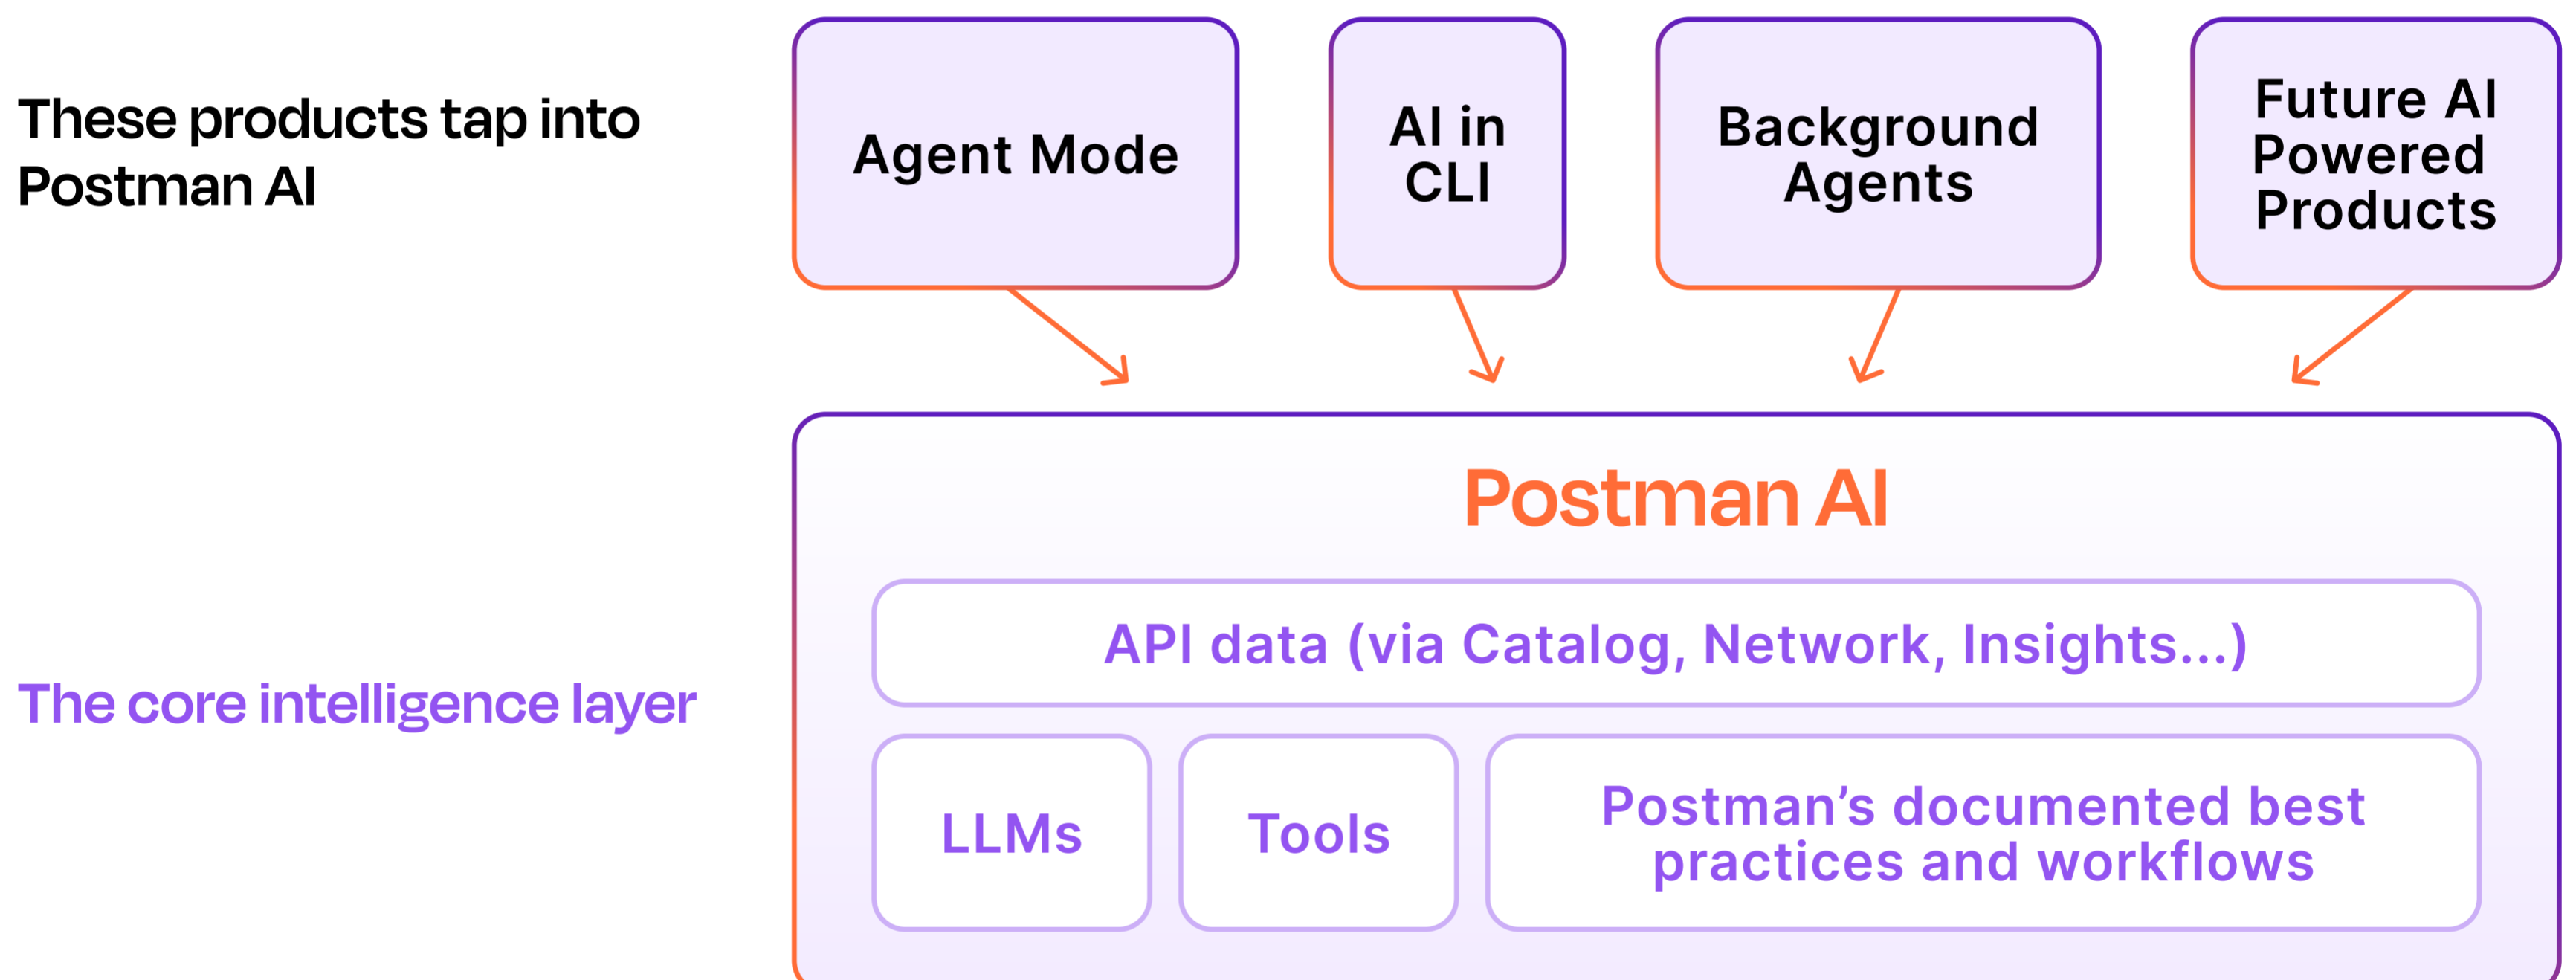 These products tap into
Postman AI
Agent Mode
AI in
CLI
Background
Agents
Future AI
Powered
Products
Postman AI
The core intelligence layer
API data (via Catalog, Network, Insights...)
LLMs
Tools
Postman’s documented best
practices and workflows